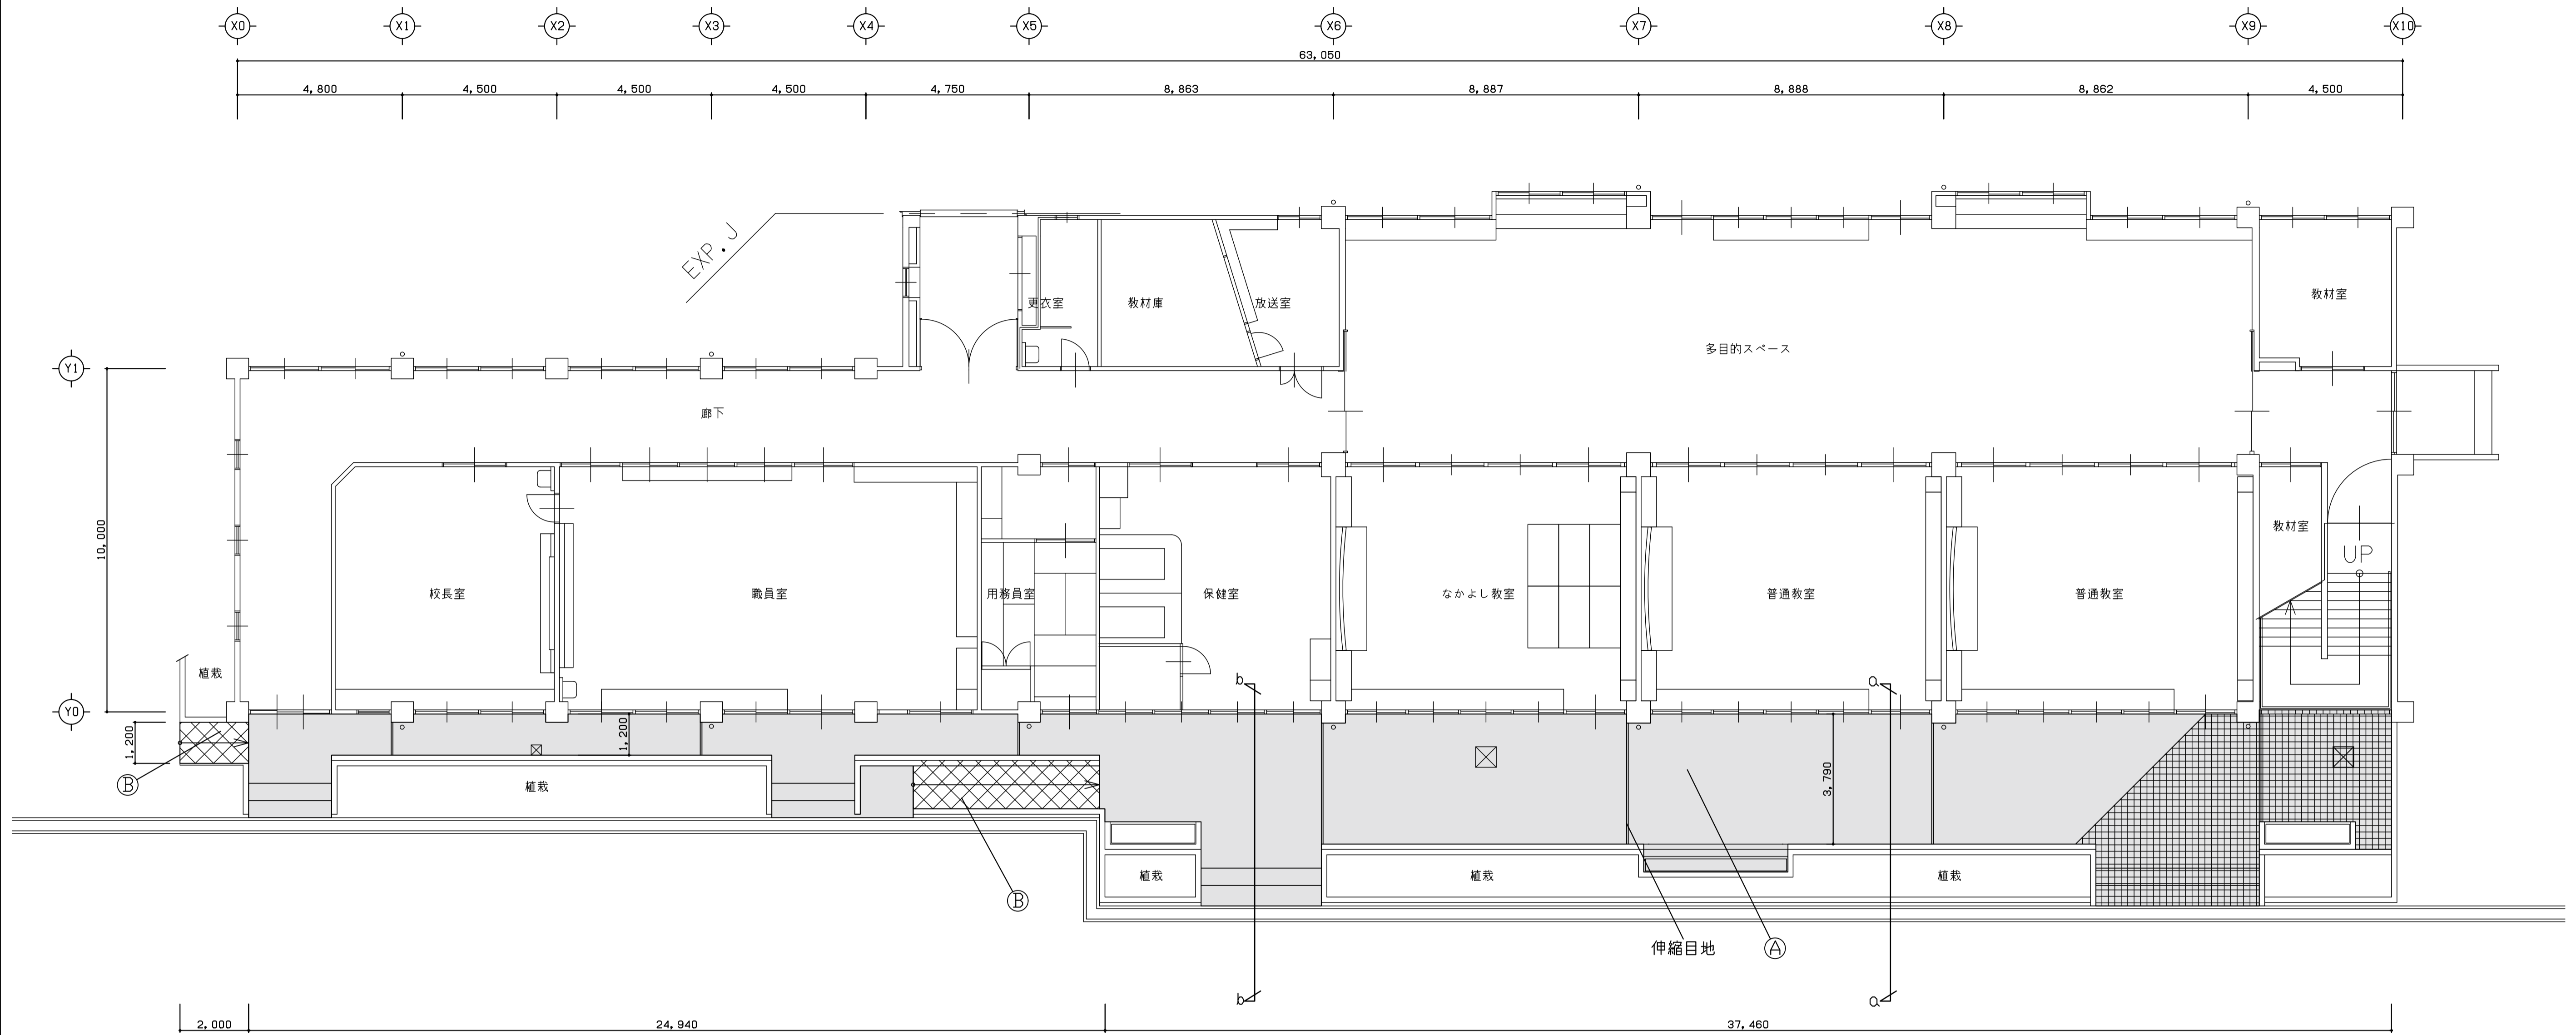 X0 X1 X2 X3 X4 X5 X6 X7 X8 X9 X10
63,050
4,800 4,500 4,500 4,500 4,750 8,863 8,887 8,888 8,862 4,500
EXP.J
更衣室 教材庫 放送室 教材室
多目的スペース
Y1
廊下
10,000
教材室
UP
校長室 職員室 用務員室 保健室 なかよし教室 普通教室 普通教室
植栽
b a
Y0
1,200 1,200
3,790
B
植栽
植栽 植栽 植栽
B
伸縮目地 A
b a
2,000 24,940 37,460